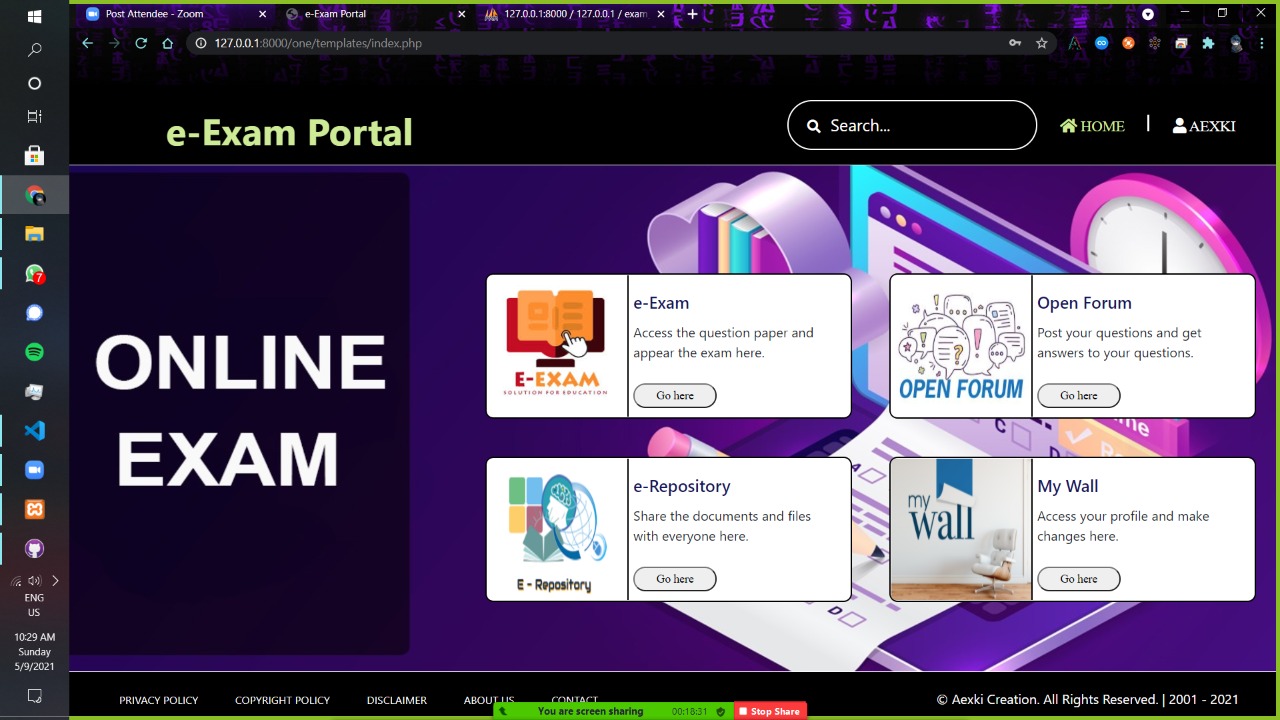 Post Attendee - Zoom
e-Exam Portal
127.0.0.1:8000 / 127.0.0.1 / exam
127.0.0.1:8000/one/templates/index.php
e-Exam Portal
Search...
HOME
|
AEXKI
ONLINE
EXAM
E-EXAM
SOLUTION FOR EDUCATION
e-Exam
Access the question paper and
appear the exam here.
Go here
OPEN FORUM
Open Forum
Post your questions and get
answers to your questions.
Go here
E - Repository
e-Repository
Share the documents and files
with everyone here.
Go here
my
wall
My Wall
Access your profile and make
changes here.
Go here
C
D
A
D
7
ENG
US
10:29 AM
Sunday
5/9/2021
PRIVACY POLICY
COPYRIGHT POLICY
DISCLAIMER
ABOUT US
CONTACT
© Aexki Creation. All Rights Reserved. | 2001 - 2021
You are screen sharing
00:18:31
Stop Share